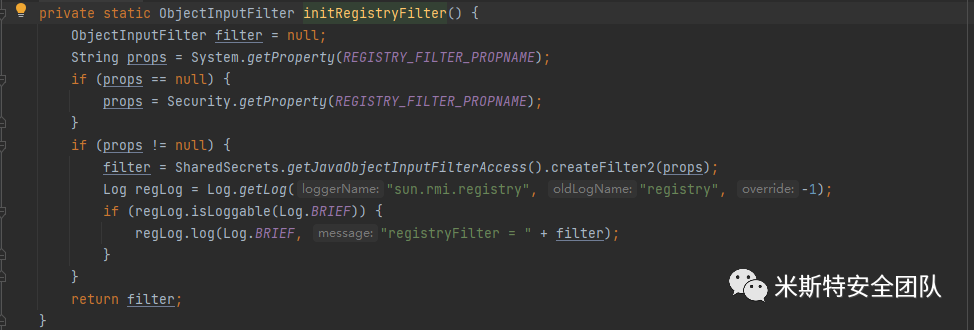 private static ObjectInputFilter initRegistryFilter() {
ObjectInputFilter filter = null;
String props = System.getProperty(REGISTRY_FILTER_PROPNAME);
if (props == null) {
props = Security.getProperty(REGISTRY_FILTER_PROPNAME);
}
if (props != null) {
filter = SharedSecrets.getJavaObjectInputFilterAccess().createFilter2(props);
Log regLog = Log.getLog( loggerName: "sun.rmi.registry", oldLogName: "registry", override: -1);
if (regLog.isLoggable(Log.BRIEF)) {
regLog.log(Log.BRIEF, message: "registryFilter = " + filter);
}
}
return filter;
}
米斯特安全团队